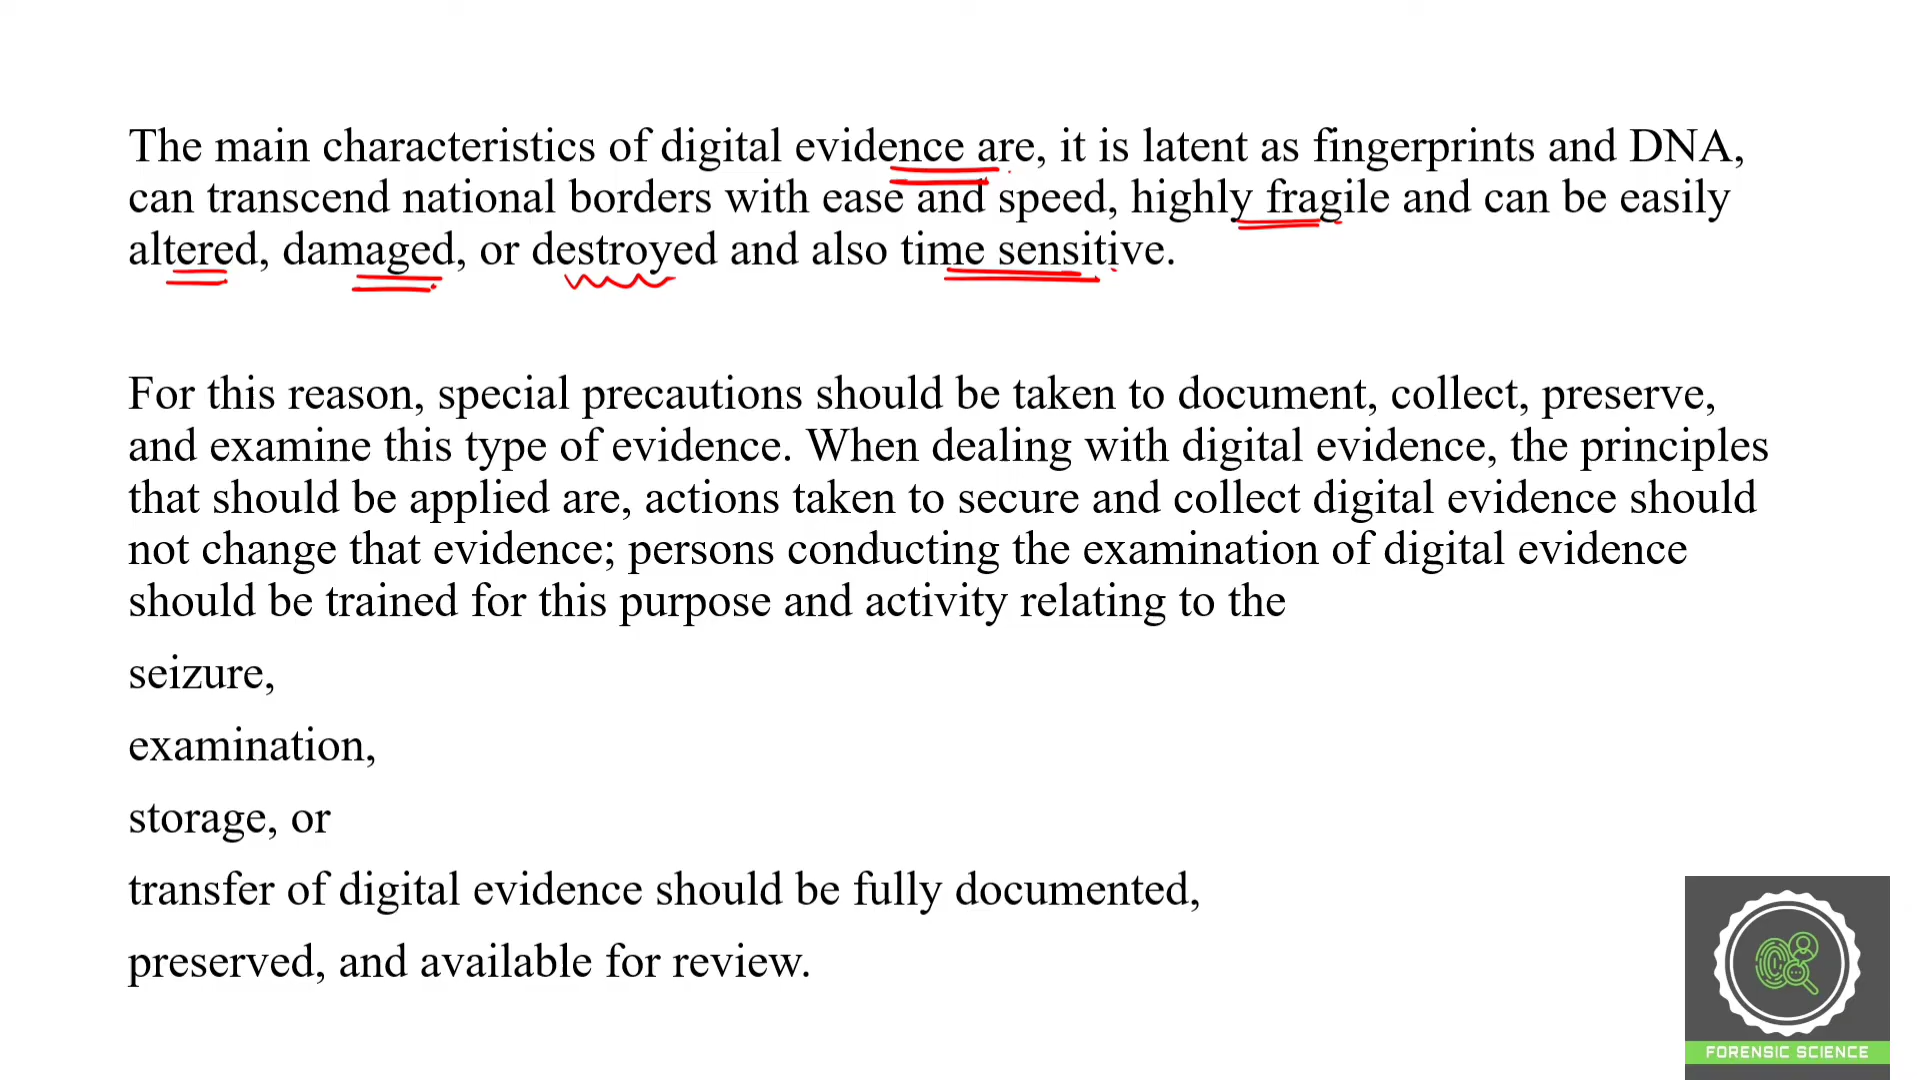 The main characteristics of digital evidence are, it is latent as fingerprints and DNA,
can transcend national borders with ease and speed, highly fragile and can be easily
altered, damaged, or destroyed and also time sensitive.
For this reason, special precautions should be taken to document, collect, preserve,
and examine this type of evidence. When dealing with digital evidence, the principles
that should be applied are, actions taken to secure and collect digital evidence should
not change that evidence; persons conducting the examination of digital evidence
should be trained for this purpose and activity relating to the
seizure,
examination,
storage, or
transfer of digital evidence should be fully documented,
preserved, and available for review.
FORENSIC SCIENCE